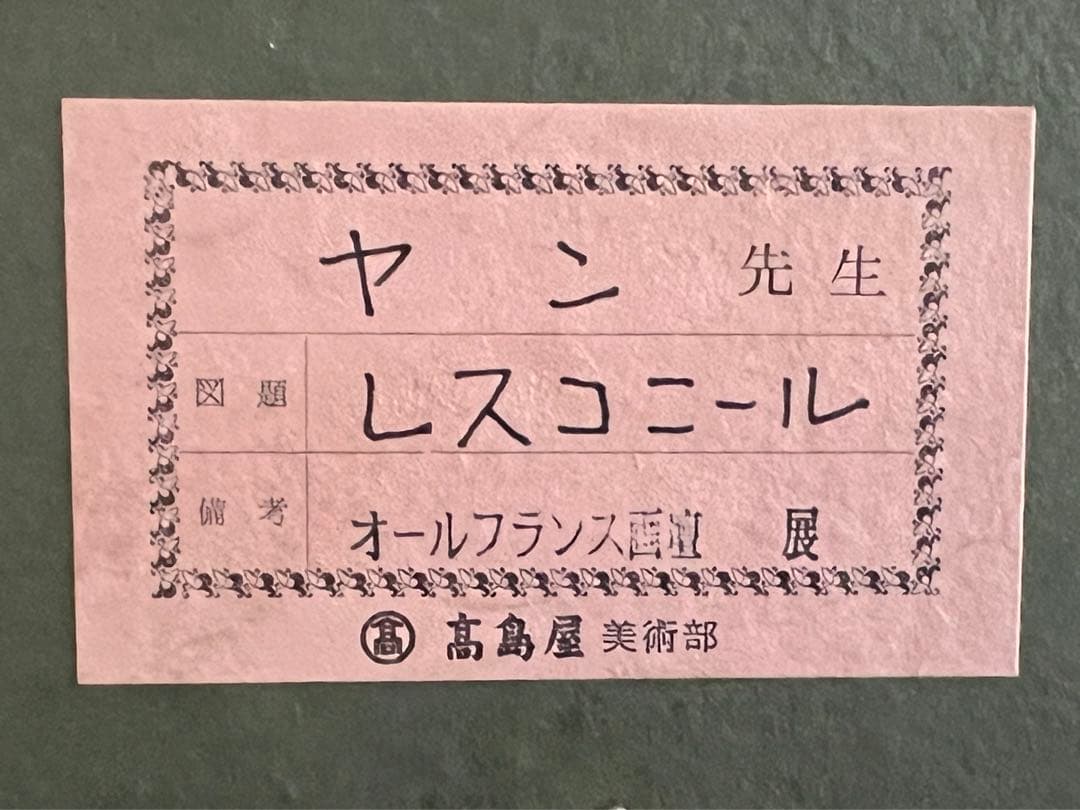 ヤン 先生
図題 レスコニール
備考 オールフランス画壇 展
髙 髙島屋 美術部